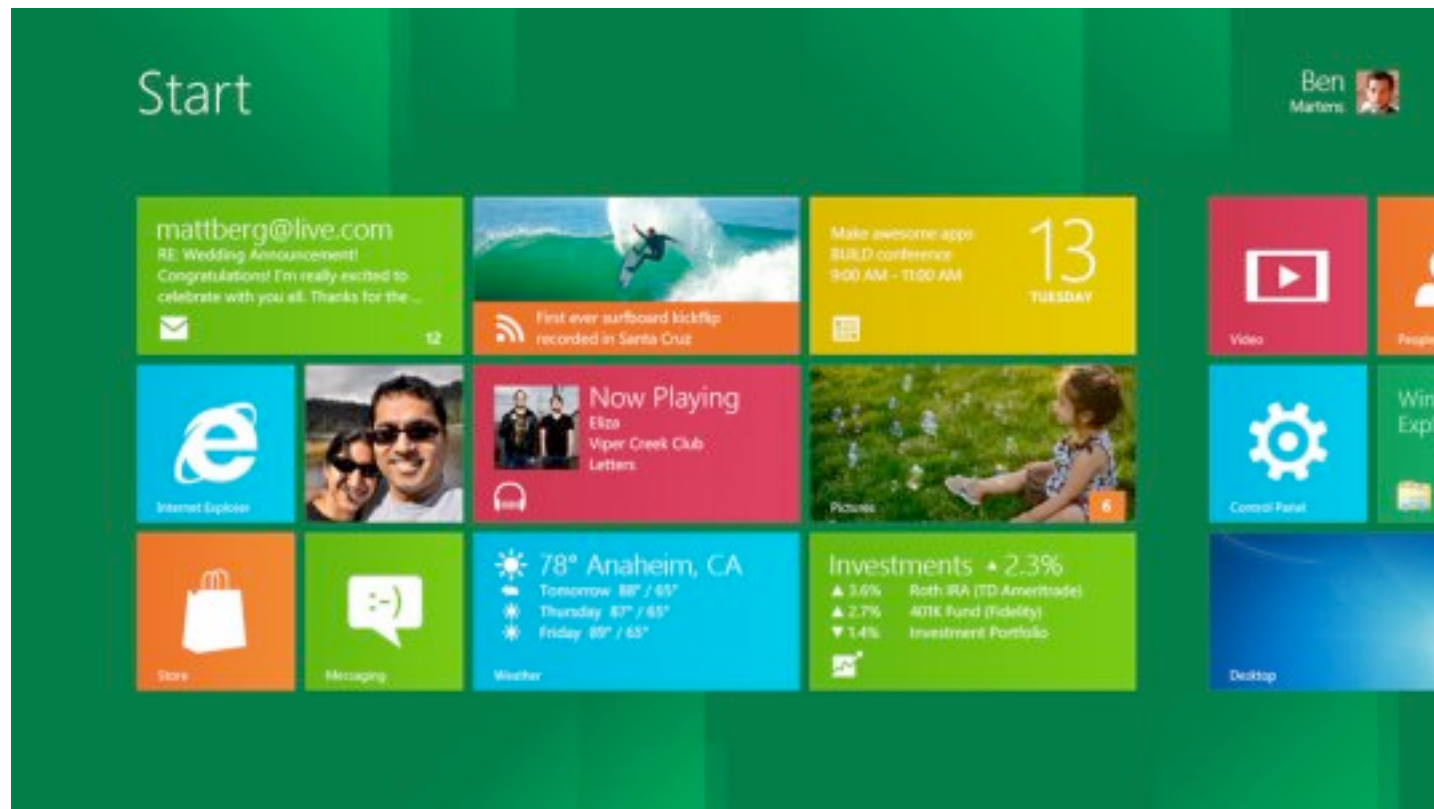 Start
Ben
Martens
mattberg@live.com
RE: Wedding Announcement!
Congratulations! I'm really excited to
celebrate with you all. Thanks for the ...
12
First ever surfboard kickflip
recorded in Santa Cruz
Make awesome apps
BUILD conference
9:00 AM - 11:00 AM
13
TUESDAY
Video
People
Internet Explorer
Now Playing
Eliza
Viper Creek Club
Letters
Pictures
6
Control Panel
Win
Expl
Store
:-)
Messaging
78° Anaheim, CA
Tomorrow 88° / 65°
Thursday 87° / 65°
Friday 89° / 65°
Weather
Investments ▲ 2.3%
▲ 3.6% Roth IRA (TD Ameritrade)
▲ 2.7% 401K Fund (Fidelity)
▼ 1.4% Investment Portfolio
Desktop